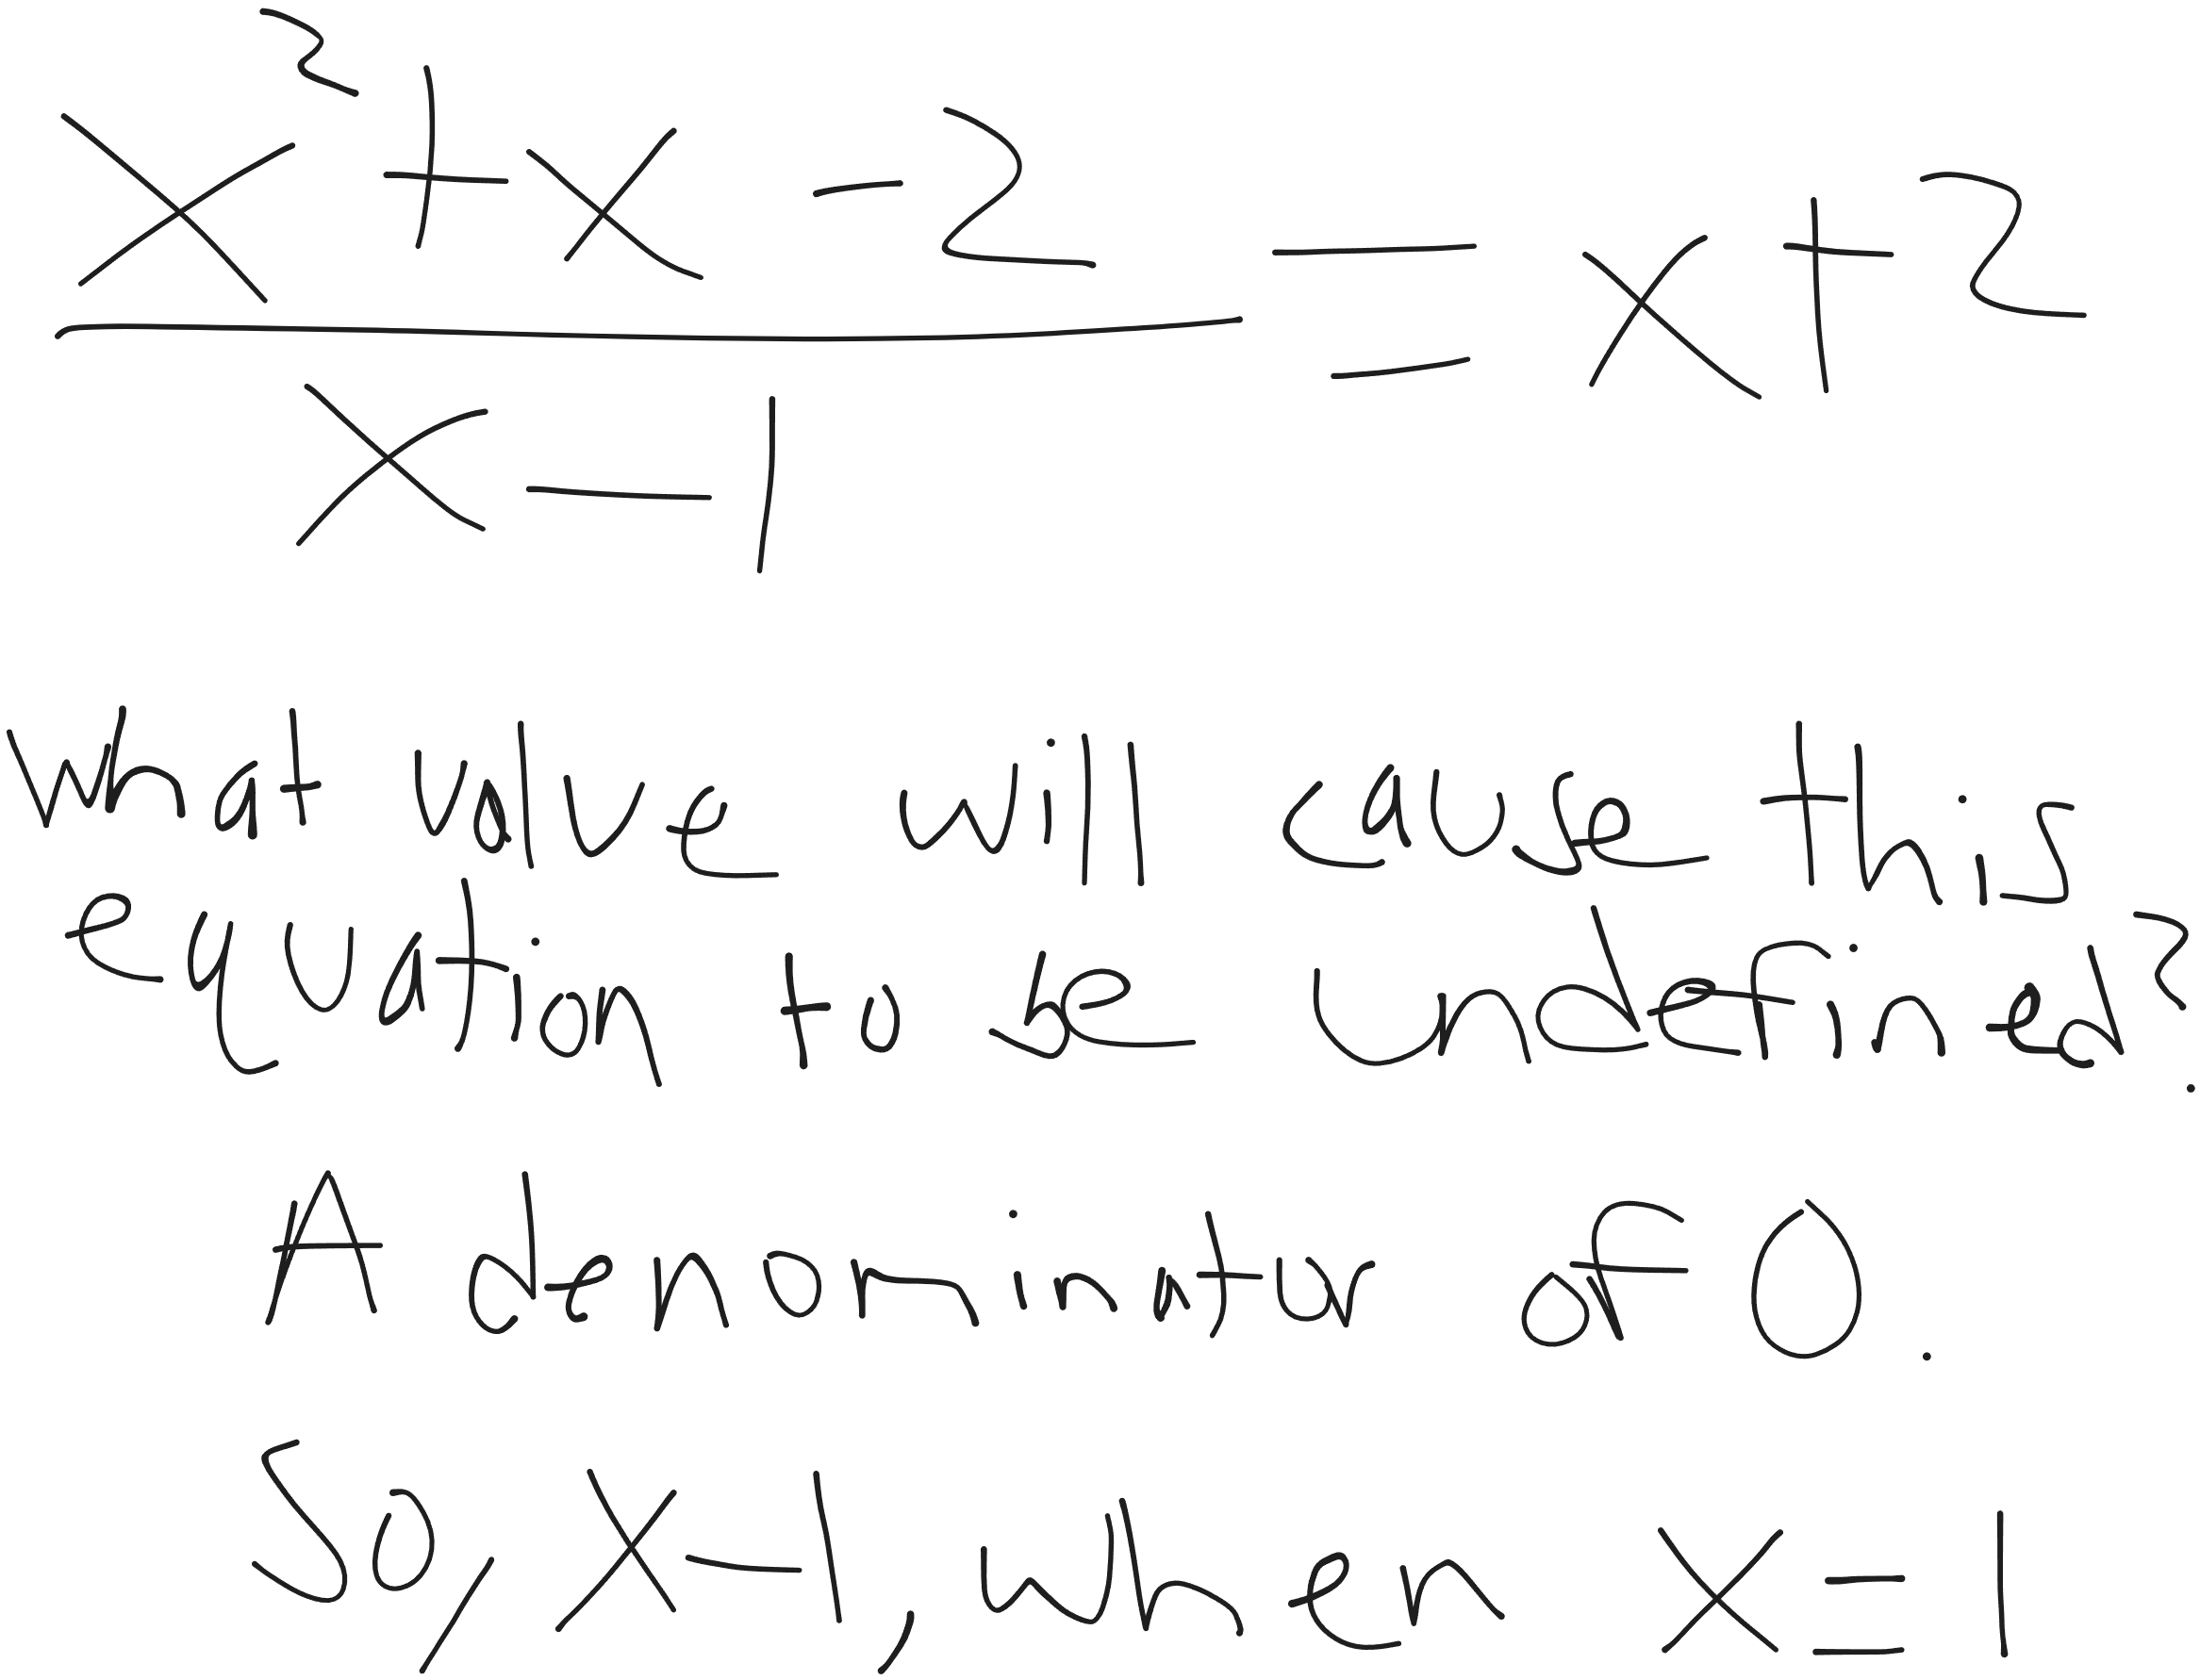 x² + x - 2 / x - 1 = x + 2
What value will cause this
equation to be undefined?
A denominatur of 0.
So, x-1, when x=1